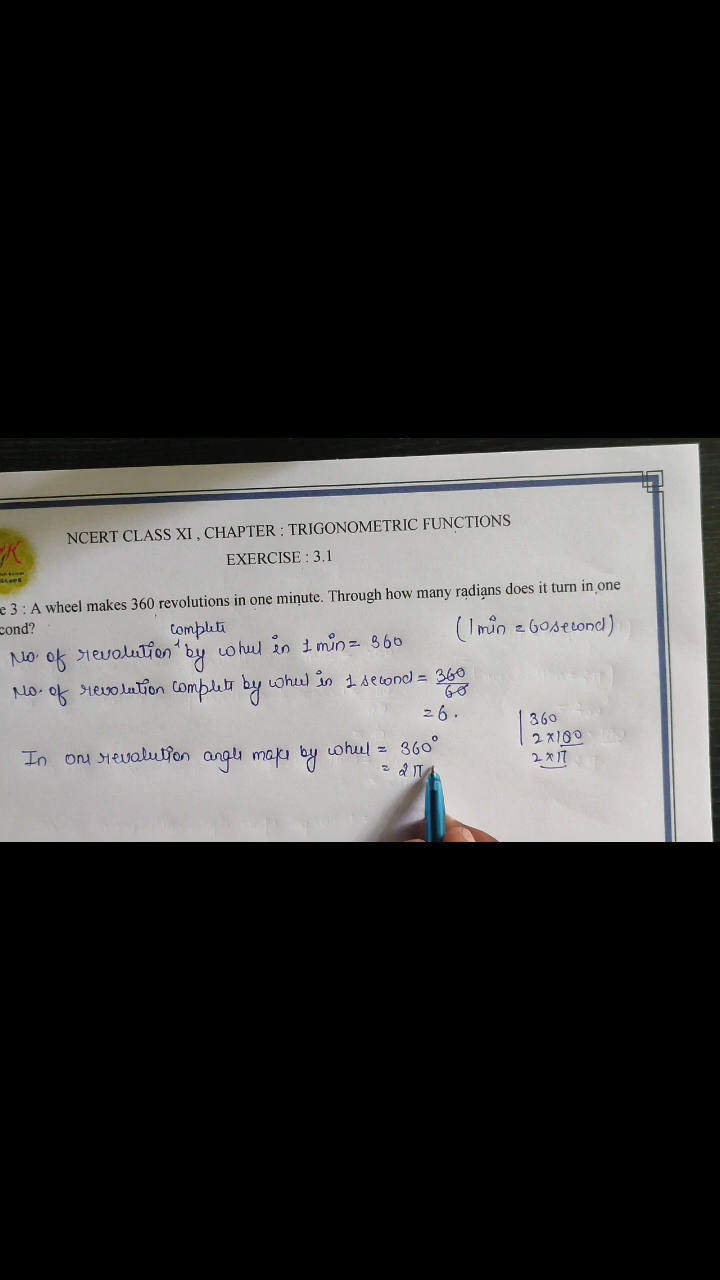 NCERT CLASS XI , CHAPTER : TRIGONOMETRIC FUNCTIONS
EXERCISE : 3.1
e 3 : A wheel makes 360 revolutions in one minute. Through how many radians does it turn in one
cond?
complete
No. of revolution by wheel in 1 min = 360 (1 min = 60 second)
No. of revolution complete by wheel in 1 second = 360/60
= 6.
In one revolution angle make by wheel = 360°
= 2π
360
2×180
2×π